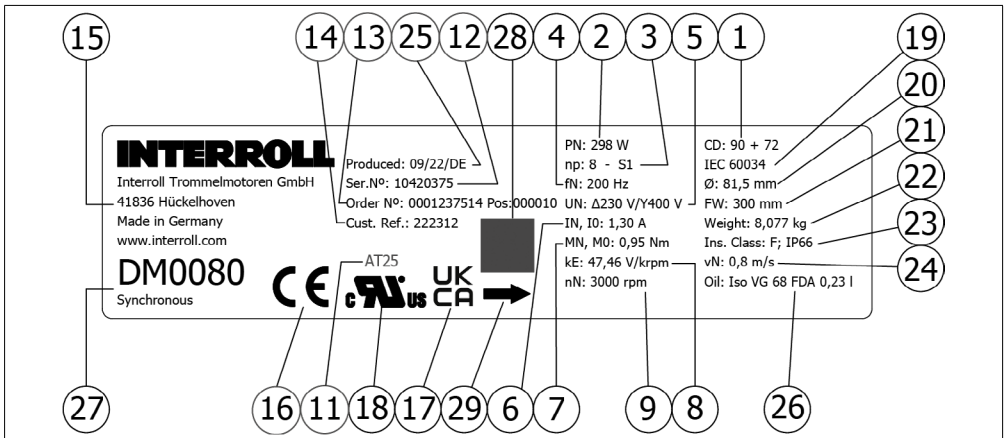 15 14 13 25 12 28 4 2 3 5 1 19
20
21
22
23
24
INTERROLL
Interroll Trommelmotoren GmbH
41836 Hückelhoven
Made in Germany
www.interroll.com
DM0080
Synchronous
Produced: 09/22/DE
Ser.Nº: 10420375
Order Nº: 0001237514 Pos:000010
Cust. Ref.: 222312
AT25
CE
c RU US
UK
CA
PN: 298 W
np: 8 - S1
fN: 200 Hz
UN: Δ230 V/Y400 V
IN, I0: 1,30 A
MN, M0: 0,95 Nm
kE: 47,46 V/krpm
nN: 3000 rpm
CD: 90 + 72
IEC 60034
Ø: 81,5 mm
FW: 300 mm
Weight: 8,077 kg
Ins. Class: F; IP66
vN: 0,8 m/s
Oil: Iso VG 68 FDA 0,23 l
27 16 11 18 17 29 6 7 9 8 26